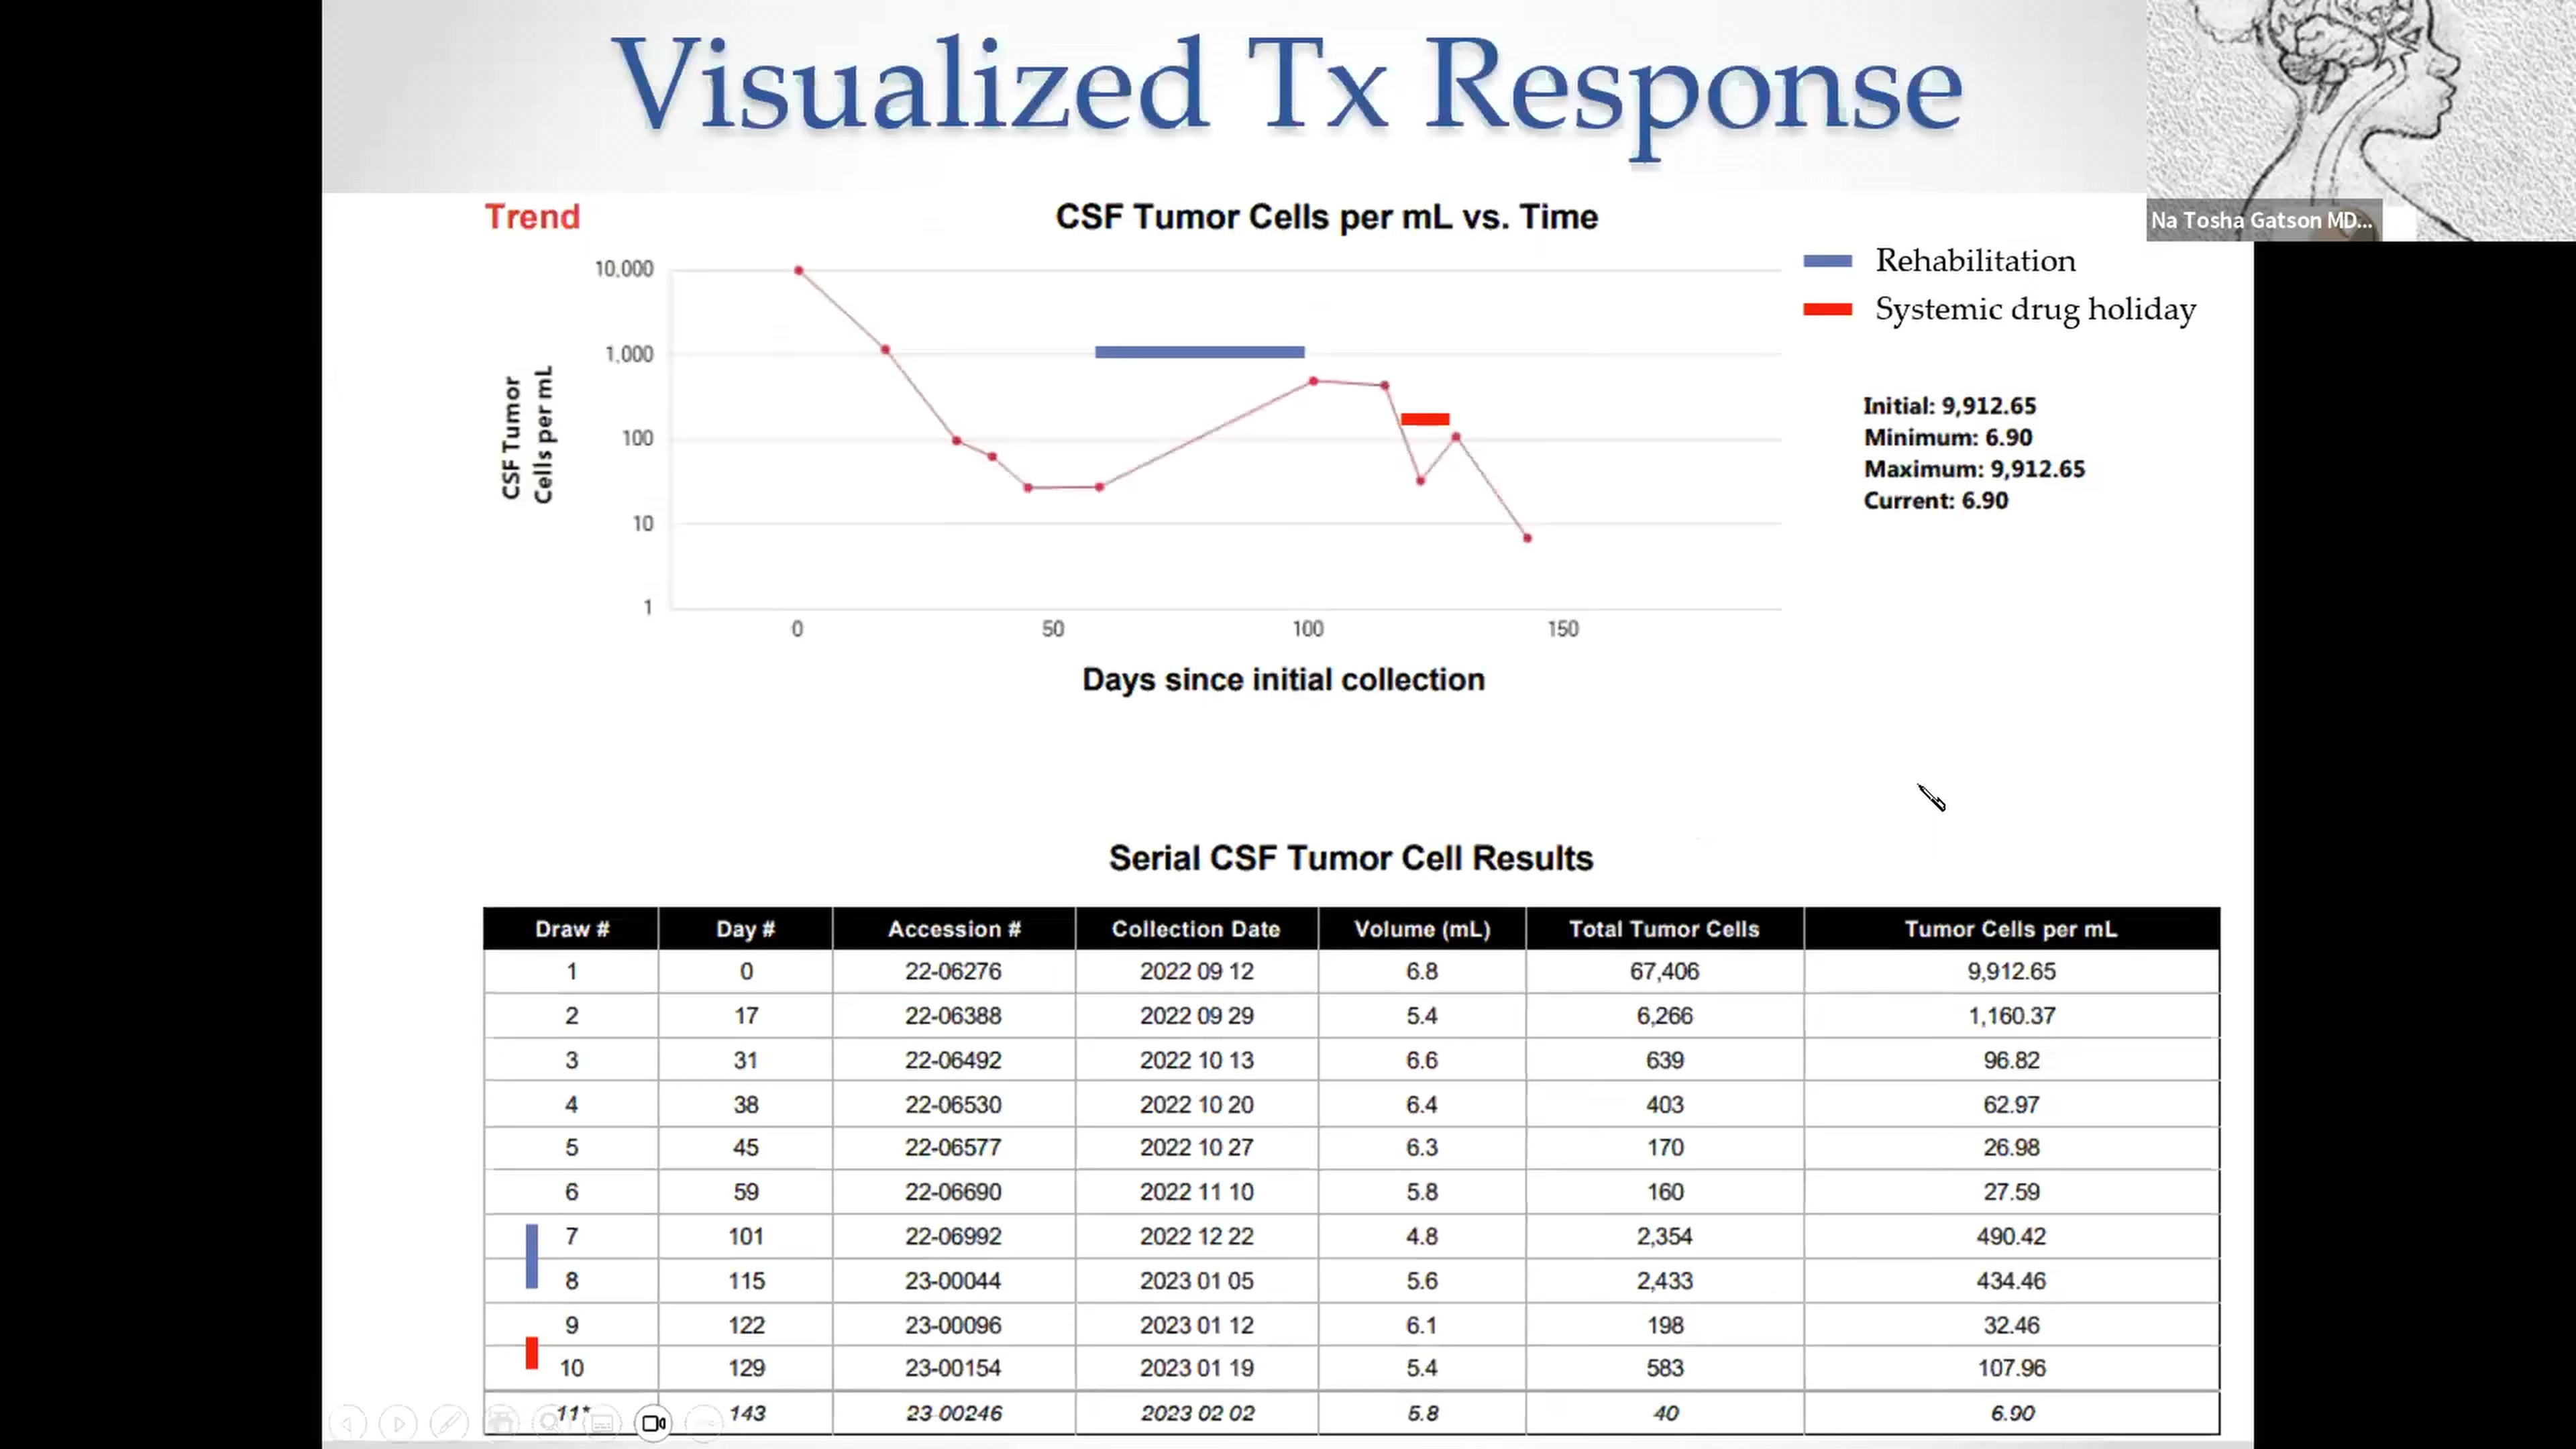 Visualized Tx Response
Na Tosha Gatson MD...
Trend
CSF Tumor Cells per mL vs. Time
Rehabilitation
Systemic drug holiday
10,000
1,000
100
10
1
CSF Tumor
Cells per mL
Initial: 9,912.65
Minimum: 6.90
Maximum: 9,912.65
Current: 6.90
0 50 100 150
Days since initial collection
Serial CSF Tumor Cell Results
Draw # Day # Accession # Collection Date Volume (mL) Total Tumor Cells Tumor Cells per mL
1 0 22-06276 2022 09 12 6.8 67,406 9,912.65
2 17 22-06388 2022 09 29 5.4 6,266 1,160.37
3 31 22-06492 2022 10 13 6.6 639 96.82
4 38 22-06530 2022 10 20 6.4 403 62.97
5 45 22-06577 2022 10 27 6.3 170 26.98
6 59 22-06690 2022 11 10 5.8 160 27.59
7 101 22-06992 2022 12 22 4.8 2,354 490.42
8 115 23-00044 2023 01 05 5.6 2,433 434.46
9 122 23-00096 2023 01 12 6.1 198 32.46
10 129 23-00154 2023 01 19 5.4 583 107.96
11* 143 23 00246 2023 02 02 5.8 40 6.90